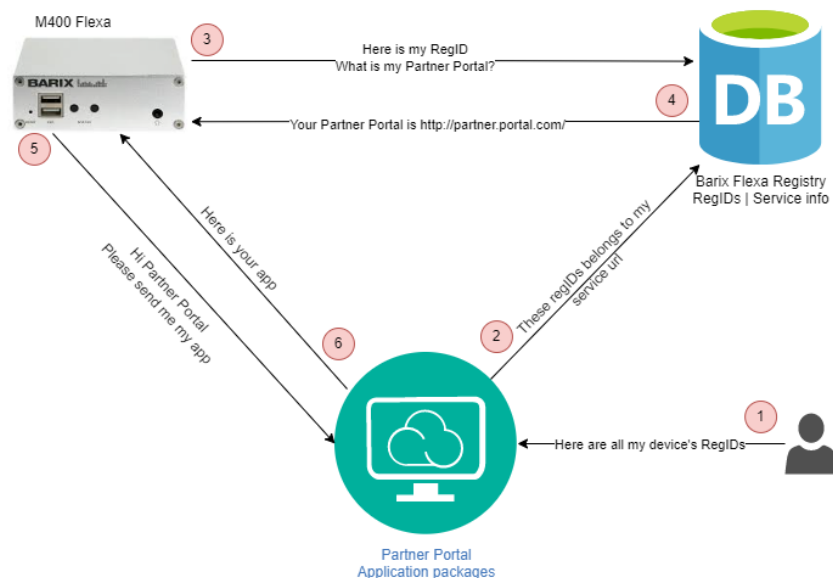 M400 Flexa
3
Here is my RegID
What is my Partner Portal?
4
Your Partner Portal is http://partner.portal.com/
BARIX
DB
5
Barix Flexa Registry
RegIDs | Service info
Here is your app
Hi Partner Portal
Please send me my app
These regIDs belongs to my
service url
6
2
1
Here are all my device's RegIDs
Partner Portal
Application packages